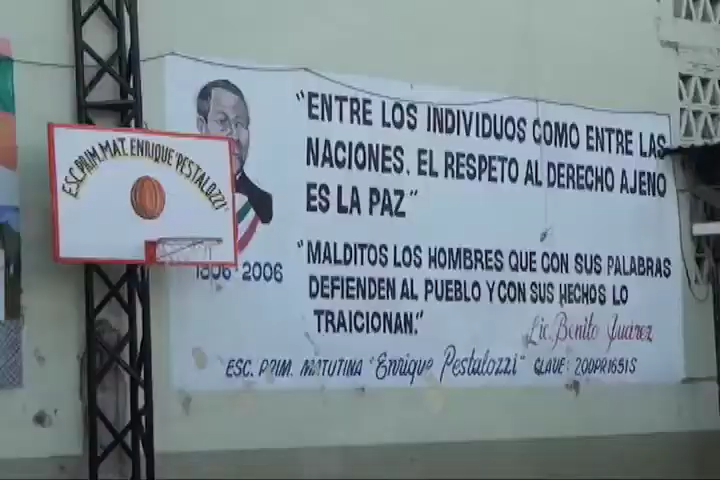 ESC. PRIM. MAT. ENRIQUE "PESTALOZZI"
"ENTRE LOS INDIVIDUOS COMO ENTRE LAS
NACIONES. EL RESPETO AL DERECHO AJENO
ES LA PAZ"
"MALDITOS LOS HOMBRES QUE CON SUS PALABRAS
DEFIENDEN AL PUEBLO Y CON SUS HECHOS LO
TRAICIONAN."
Lic. Benito Juárez
1806-2006
ESC. PRIM. MATUTINA "Enrique Pestalozzi" CLAVE: 20DPR1651S